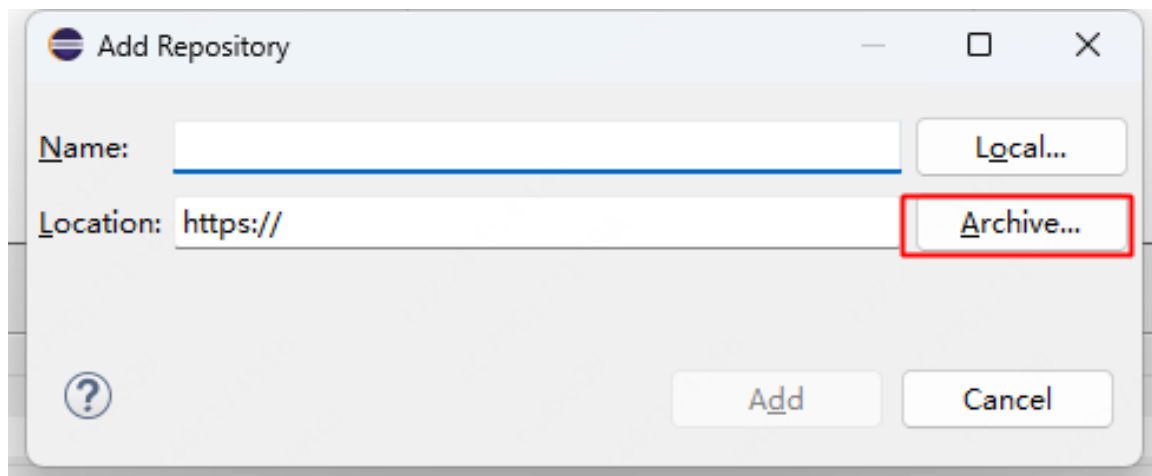 Add Repository
Name: Local...
Location: https:// Archive...
? Add Cancel